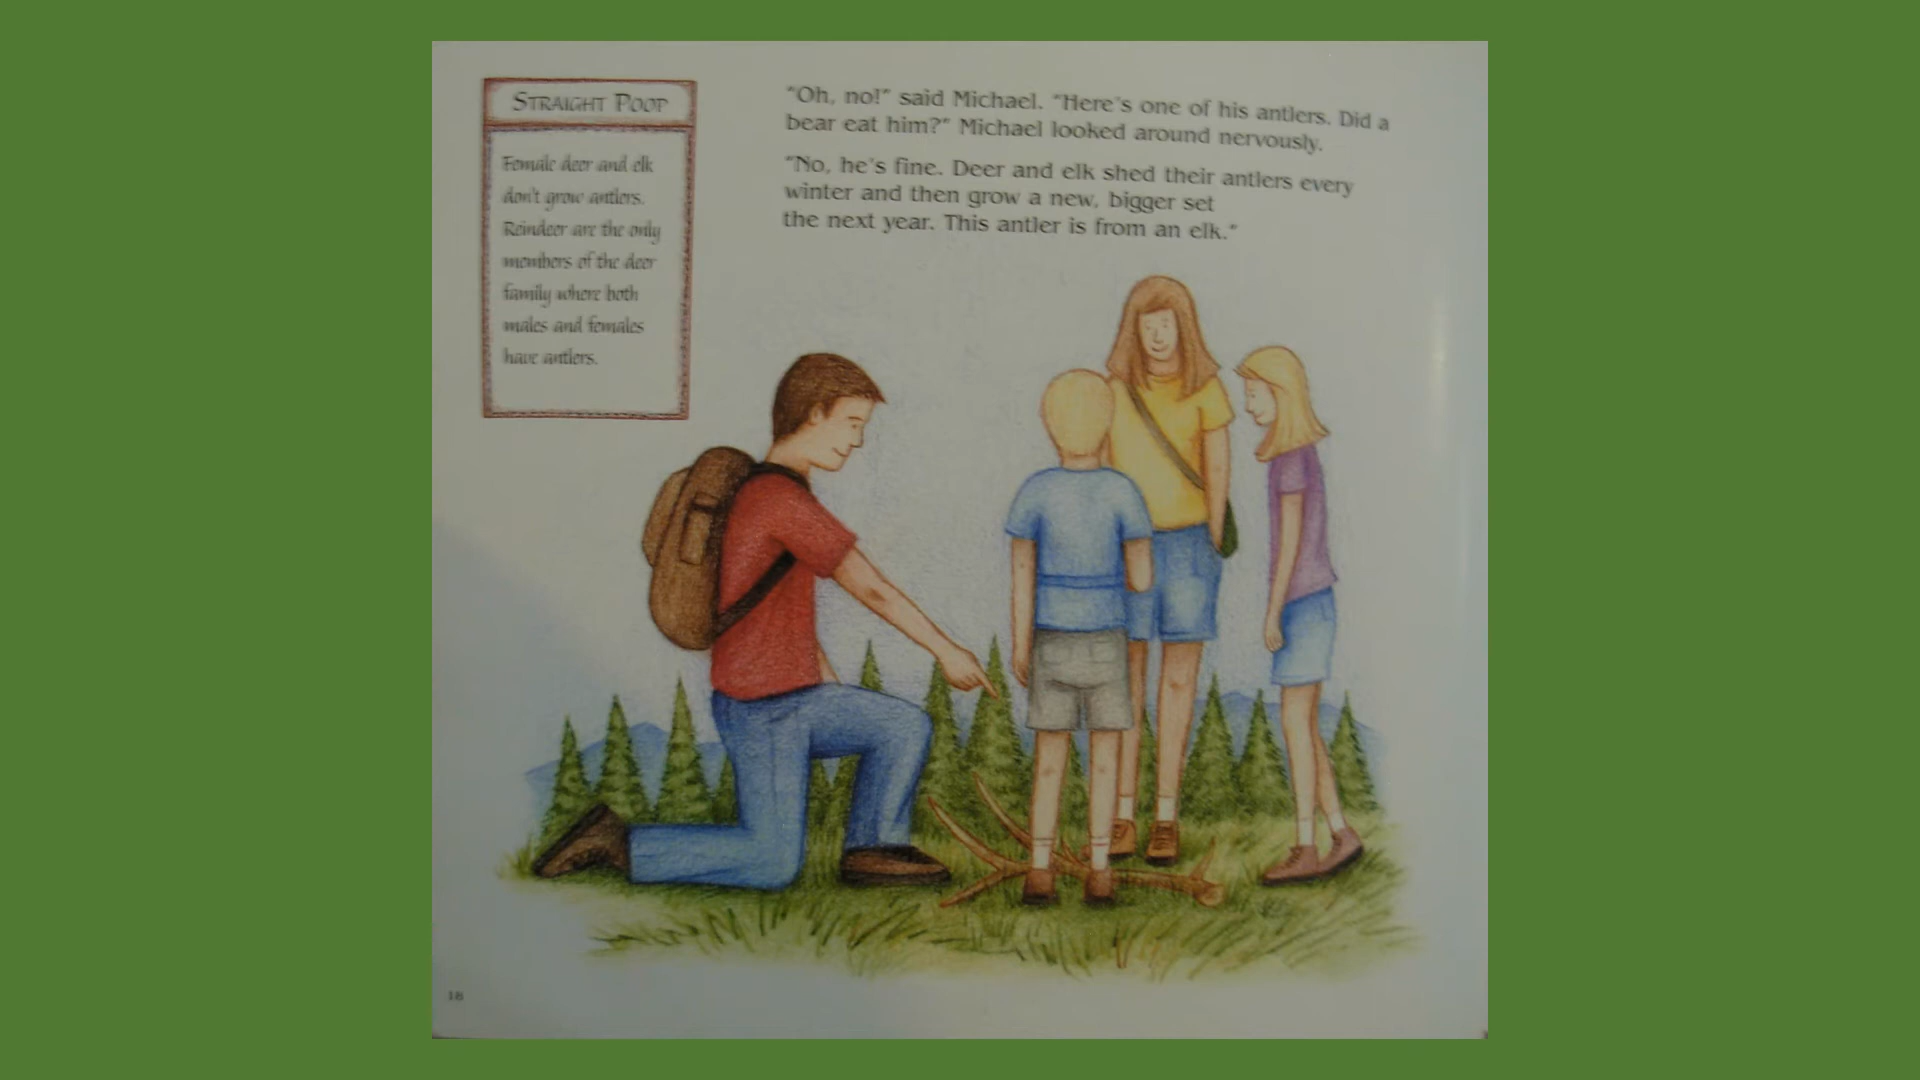 STRAIGHT POOP
Female deer and elk
don't grow antlers.
Reindeer are the only
members of the deer
family where both
males and females
have antlers.
"Oh, no!" said Michael. "Here's one of his antlers. Did a
bear eat him?" Michael looked around nervously.
"No, he's fine. Deer and elk shed their antlers every
winter and then grow a new, bigger set
the next year. This antler is from an elk."
18